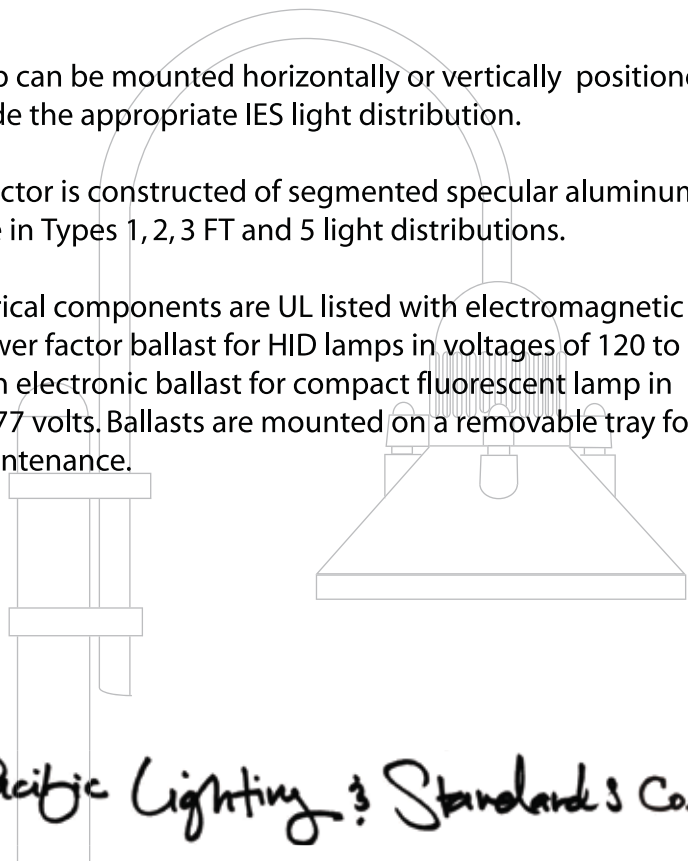 p can be mounted horizontally or vertically positione
de the appropriate IES light distribution.
ctor is constructed of segmented specular aluminum
e in Types 1, 2, 3 FT and 5 light distributions.
rical components are UL listed with electromagnetic
wer factor ballast for HID lamps in voltages of 120 to
n electronic ballast for compact fluorescent lamp in
77 volts. Ballasts are mounted on a removable tray fo
ntenance.
acific Lighting & Standards Co.